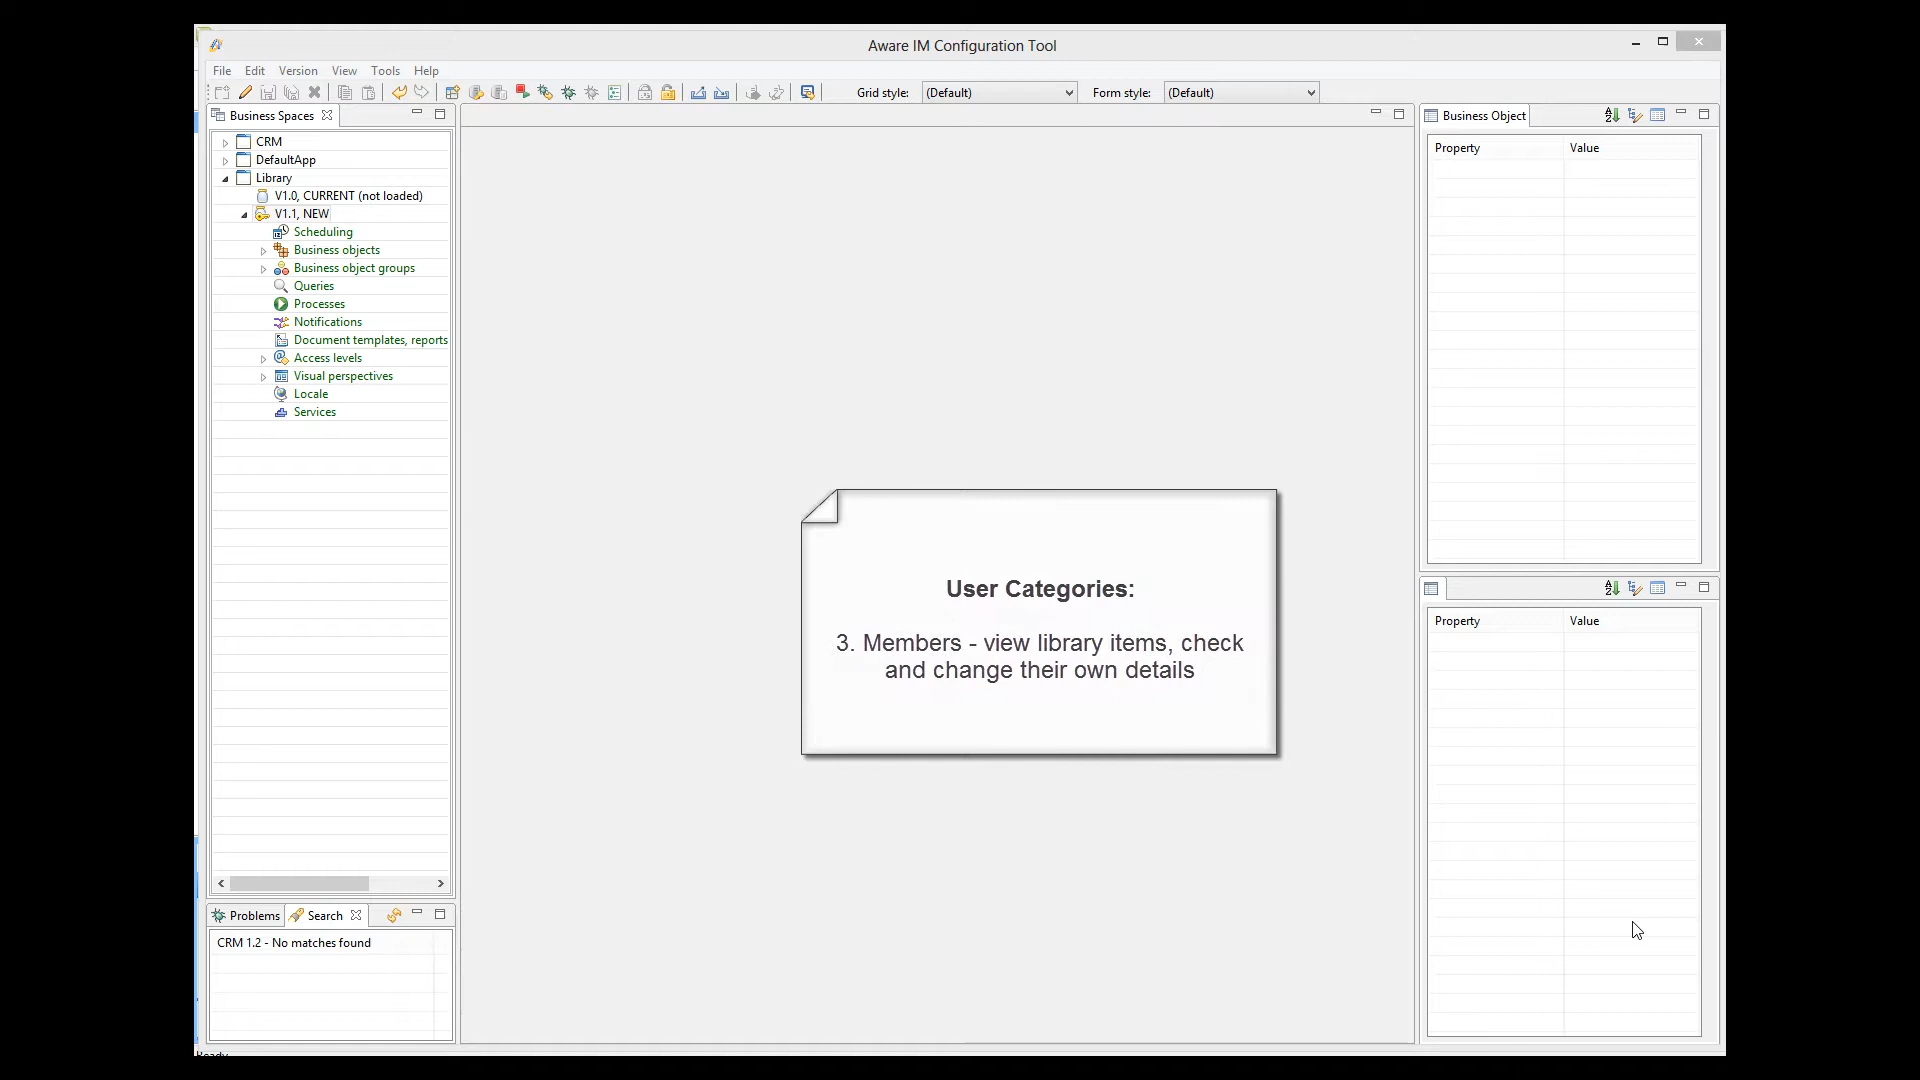 Aware IM Configuration Tool
File Edit Version View Tools Help
Grid style: (Default) Form style: (Default)
Business Spaces
CRM
DefaultApp
Library
V1.0, CURRENT (not loaded)
V1.1, NEW
Scheduling
Business objects
Business object groups
Queries
Processes
Notifications
Document templates, reports
Access levels
Visual perspectives
Locale
Services
Problems Search
CRM 1.2 - No matches found
User Categories:
3. Members - view library items, check
and change their own details
Business Object
Property Value
Property Value
Ready